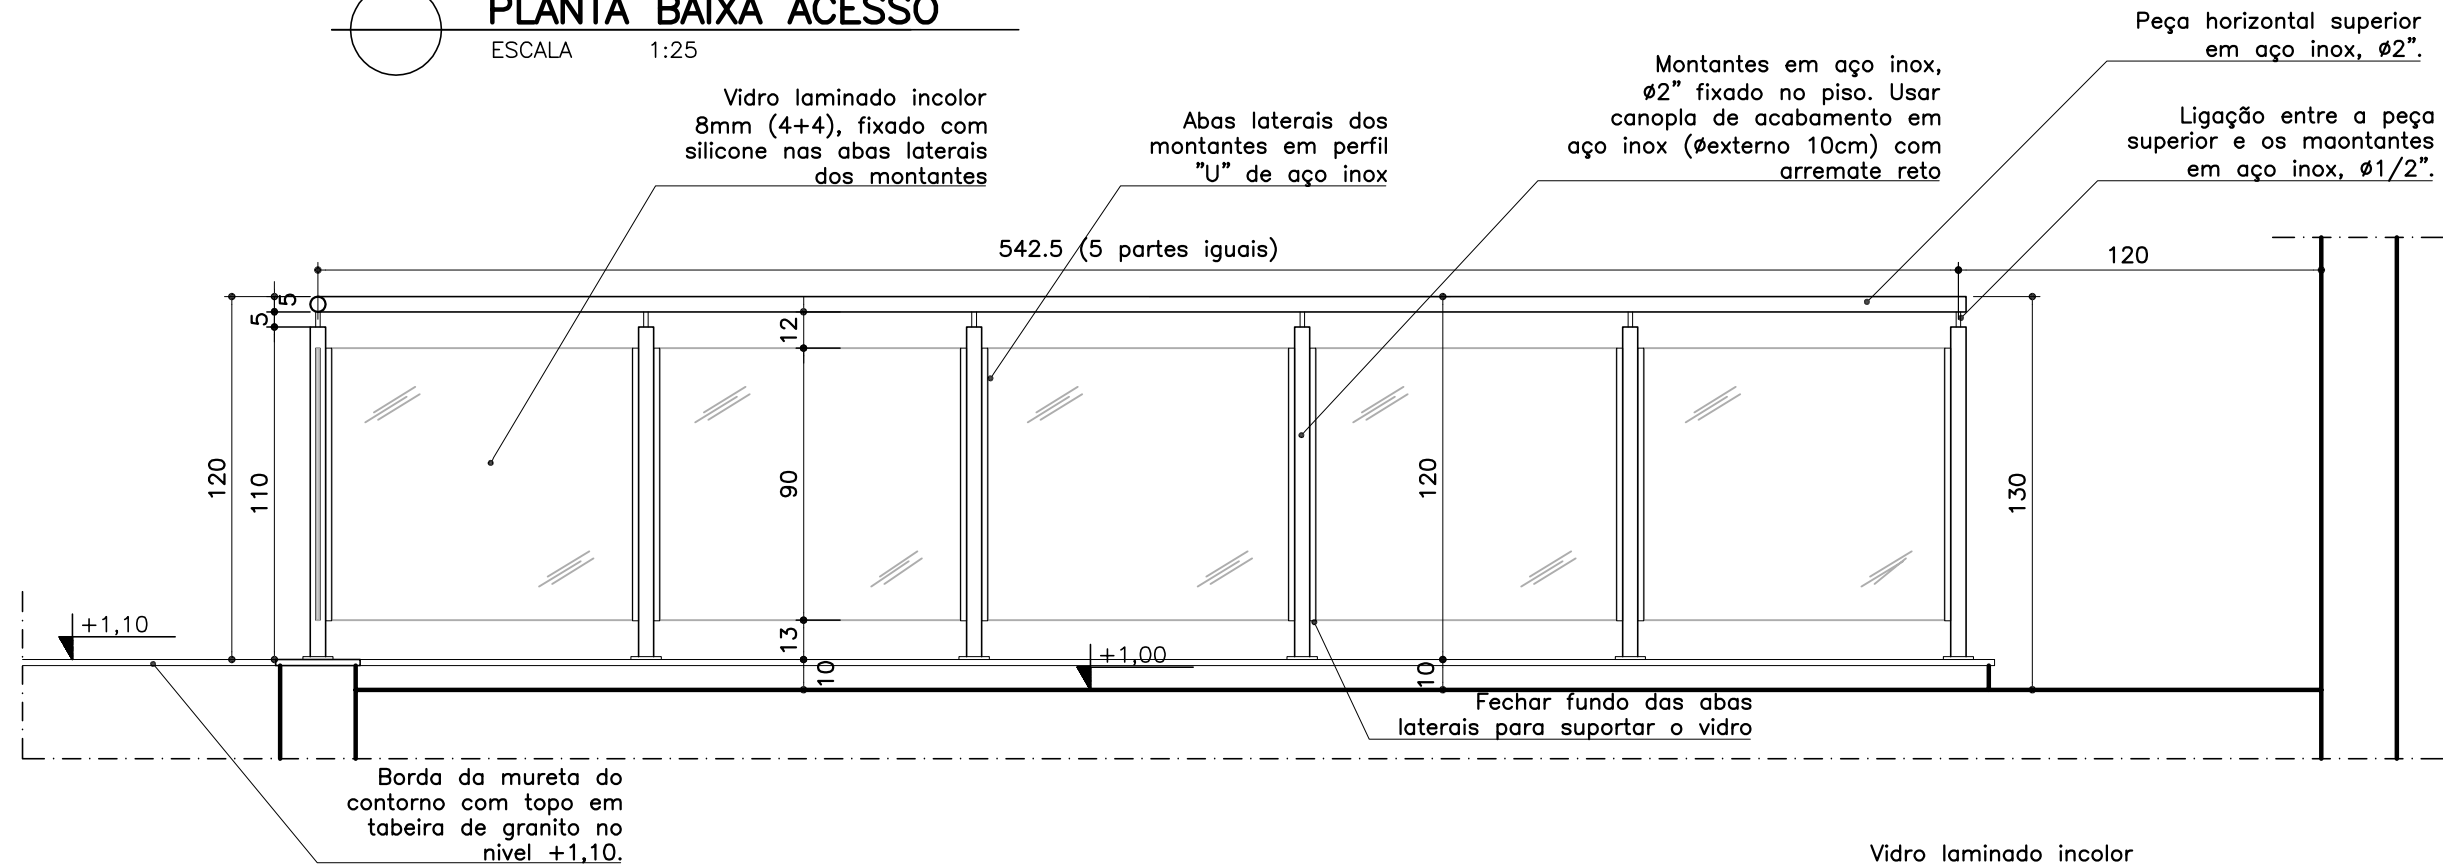 PLANTA BAIXA ACESSO
ESCALA 1:25
Vidro laminado incolor
8mm (4+4), fixado com
silicone nas abas laterais
dos montantes
Abas laterais dos
montantes em perfil
"U" de aço inox
Montantes em aço inox,
ø2" fixado no piso. Usar
canopla de acabamento em
aço inox (øexterno 10cm) com
arremate reto
Peça horizontal superior
em aço inox, ø2".
Ligação entre a peça
superior e os maontantes
em aço inox, ø1/2".
542.5 (5 partes iguais)
120
5
5
12
120
110
90
120
130
13
10
10
+1,10
+1,00
Fechar fundo das abas
laterais para suportar o vidro
Borda da mureta do
contorno com topo em
tabeira de granito no
nivel +1,10.
Vidro laminado incolor